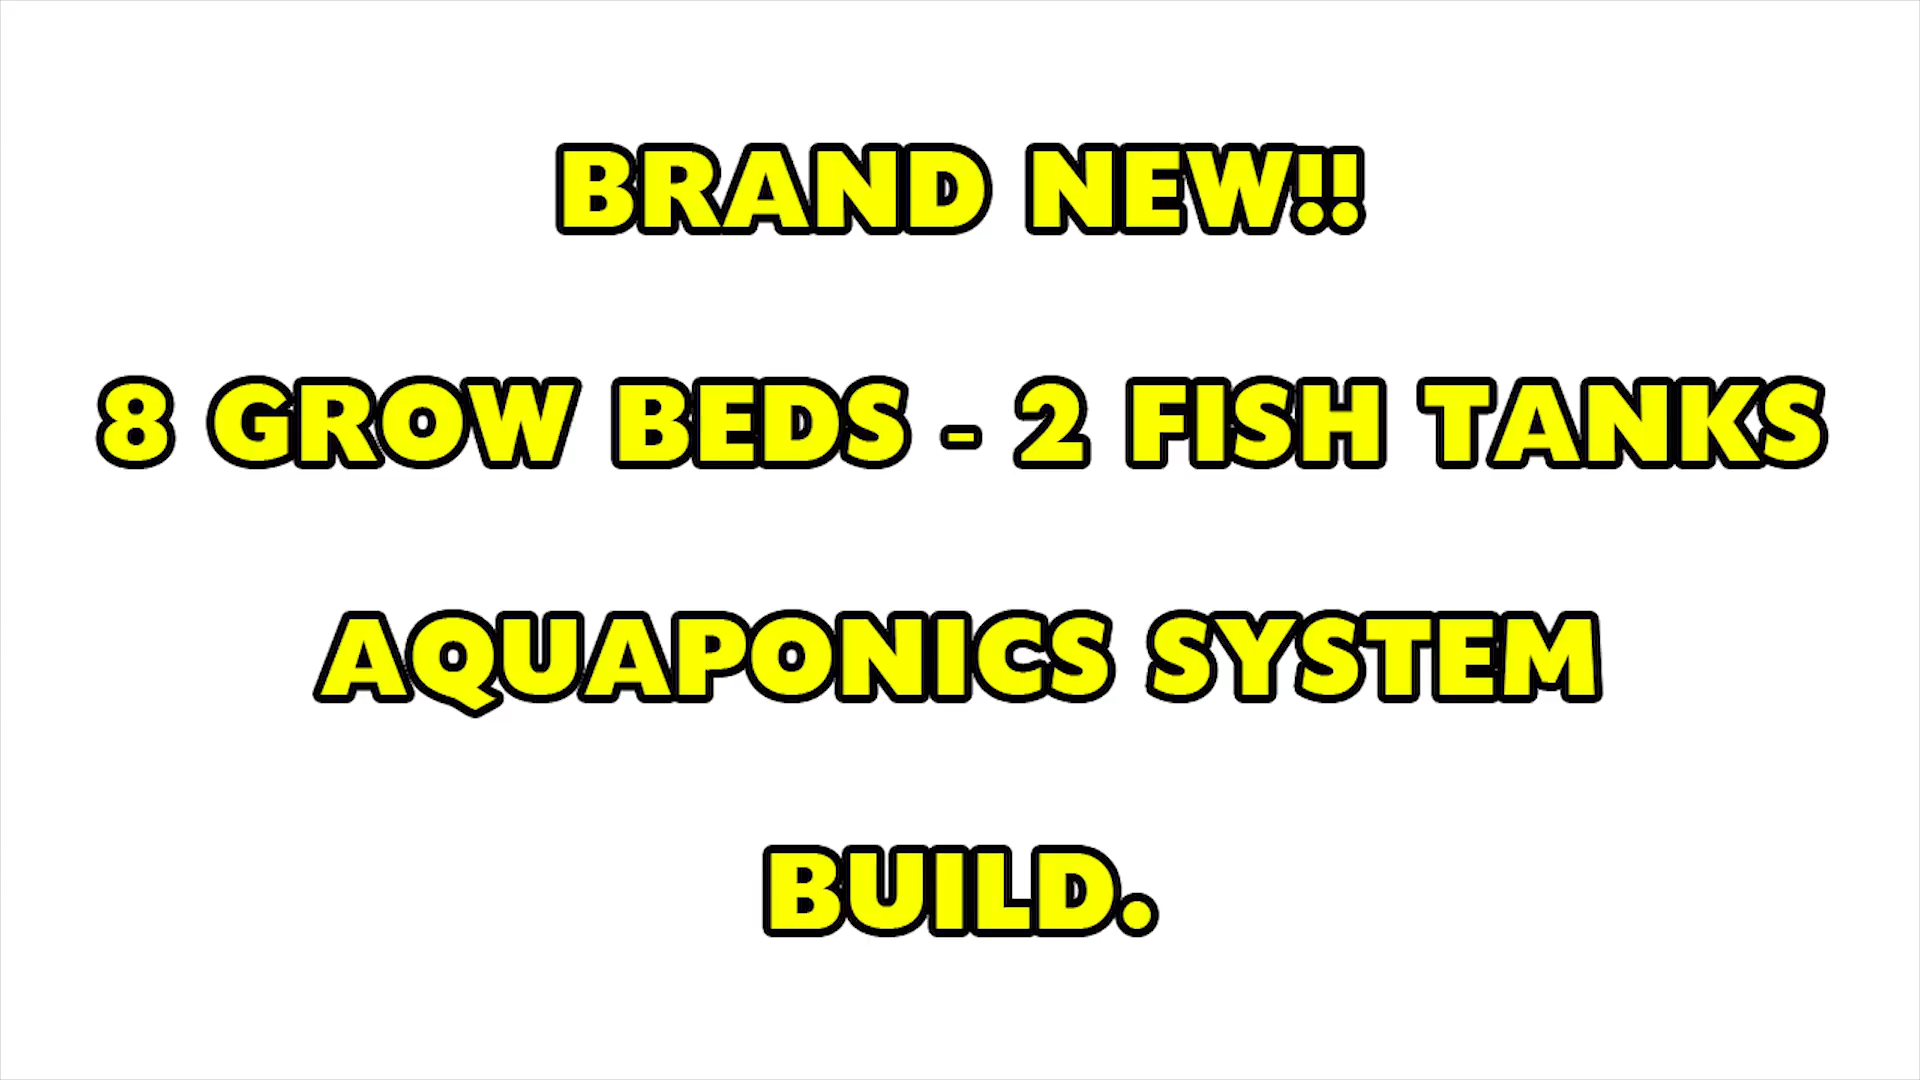 BRAND NEW!!
8 GROW BEDS - 2 FISH TANKS
AQUAPONICS SYSTEM
BUILD.